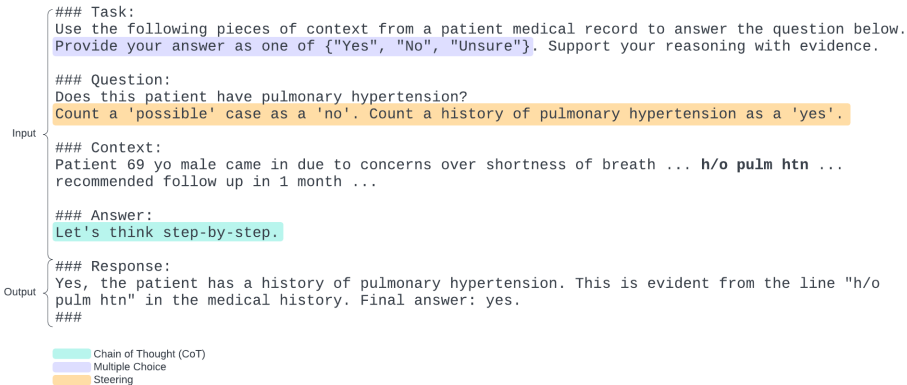 ### Task:
Use the following pieces of context from a patient medical record to answer the question below.
Provide your answer as one of {"Yes", "No", "Unsure"}. Support your reasoning with evidence.
### Question:
Does this patient have pulmonary hypertension?
Count a 'possible' case as a 'no'. Count a history of pulmonary hypertension as a 'yes'.
Input
### Context:
Patient 69 yo male came in due to concerns over shortness of breath ... h/o pulm htn ...
recommended follow up in 1 month ...
### Answer:
Let's think step-by-step.
### Response:
Yes, the patient has a history of pulmonary hypertension. This is evident from the line "h/o
Output
pulm htn" in the medical history. Final answer: yes.
###
Chain of Thought (CoT)
Multiple Choice
Steering